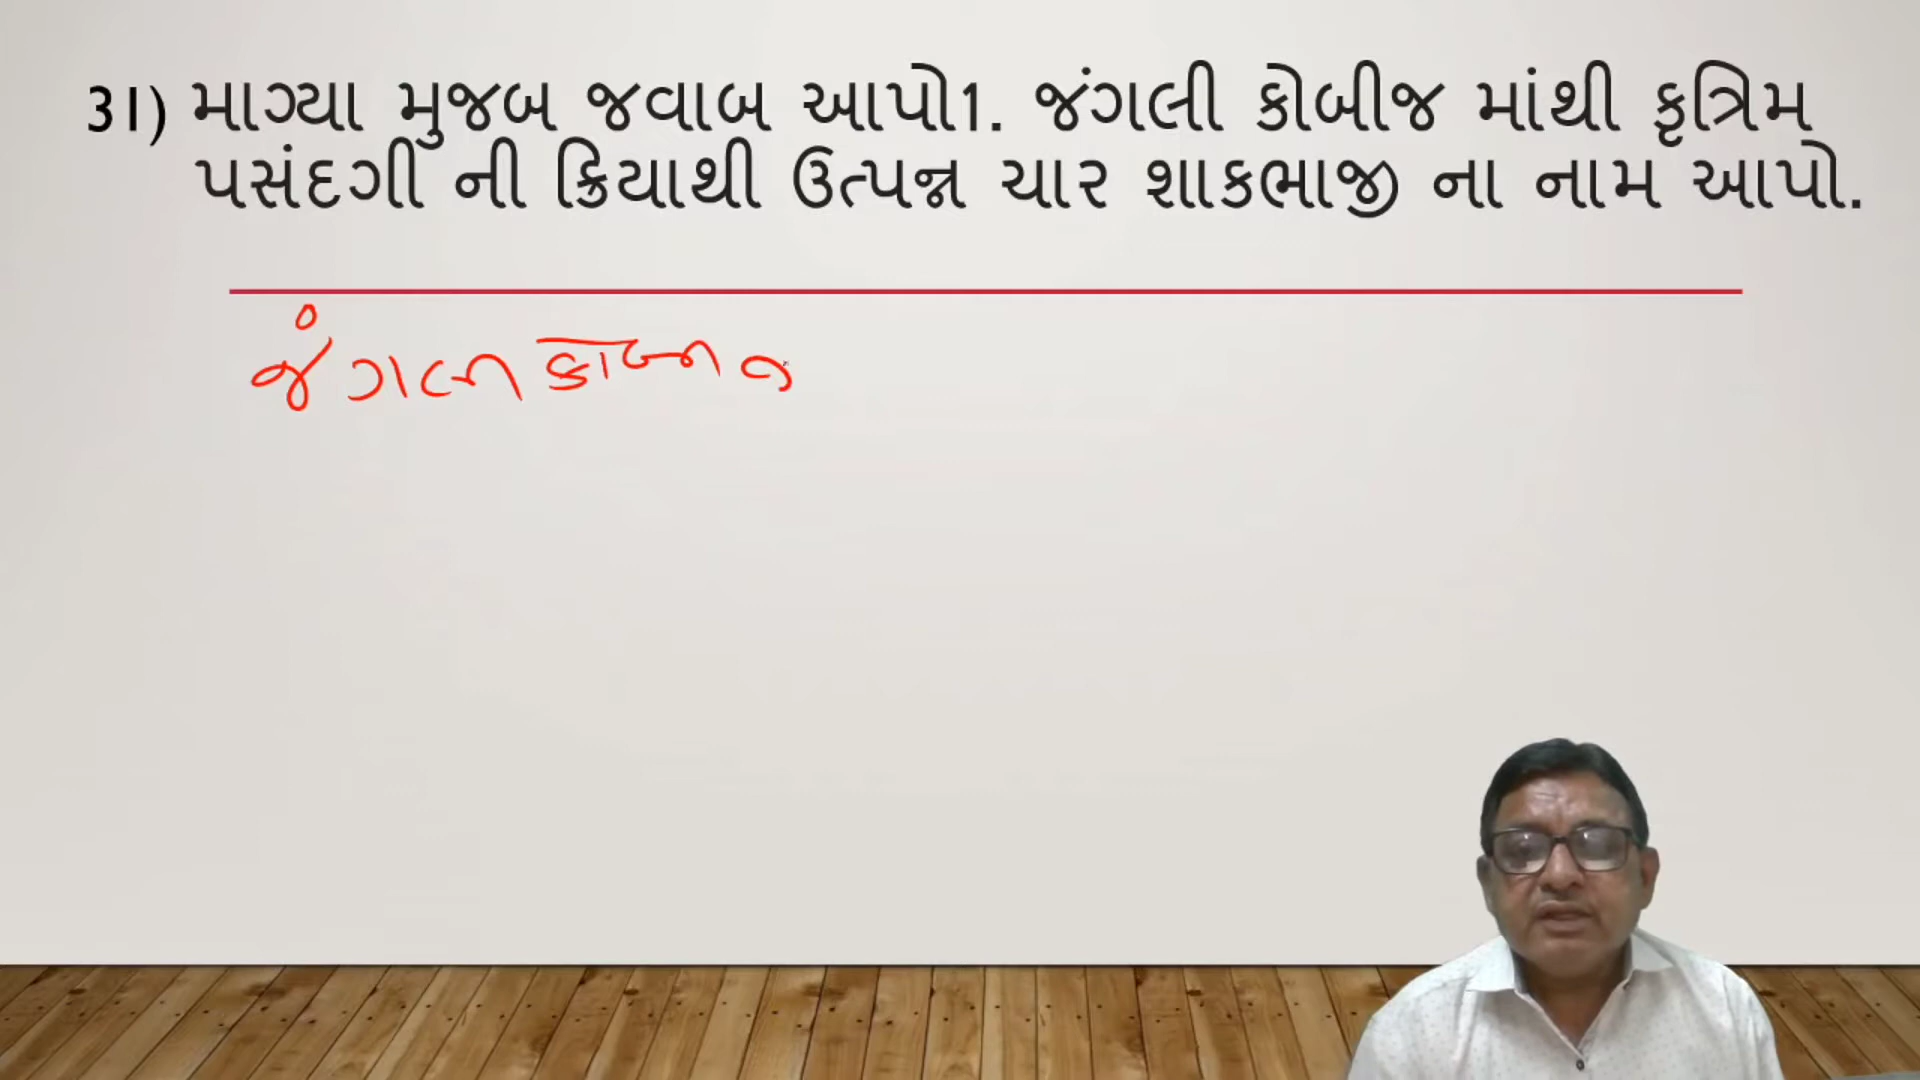 31) માગ્યા મુજબ જવાબ આપો1. જંગલી કોબીજ માંથી કૃત્રિમ
પસંદગી ની ક્રિયાથી ઉત્પન્ન ચાર શાકભાજી ના નામ આપો.
જંગલી કોબીજ